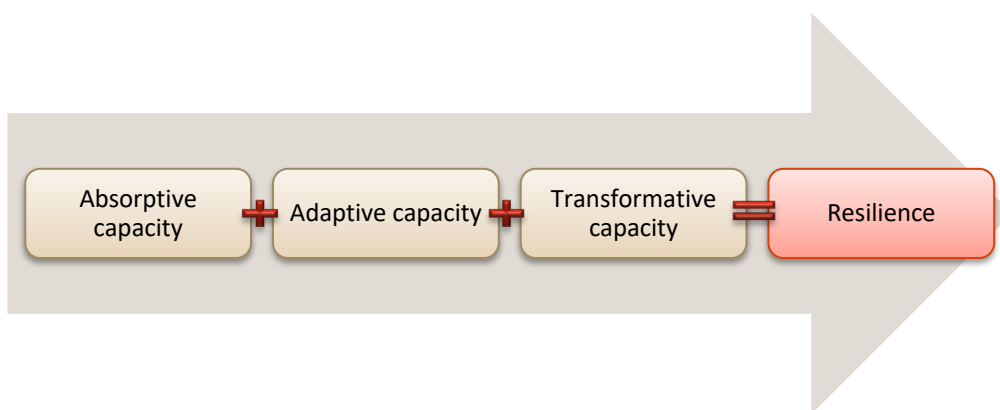 Absorptive
capacity
+
Adaptive capacity
+
Transformative
capacity
=
Resilience